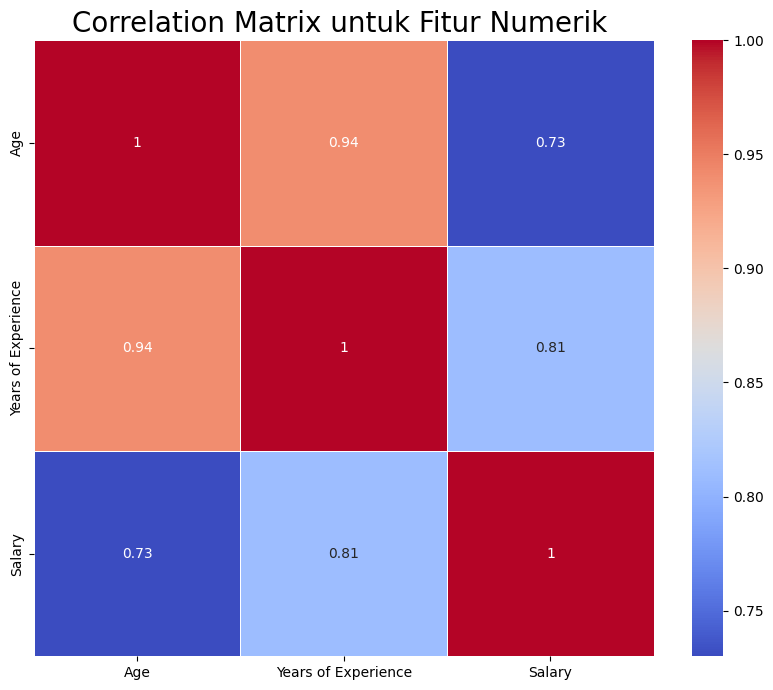 Correlation Matrix untuk Fitur Numerik
Age
1
0.94
0.73
Years of Experience
0.94
1
0.81
Salary
0.73
0.81
1
Age
Years of Experience
Salary
1.00
0.95
0.90
0.85
0.80
0.75